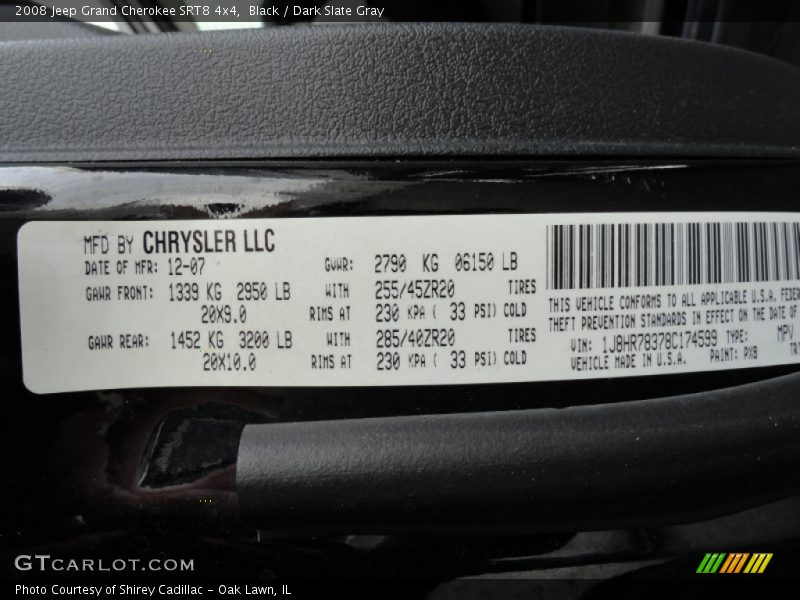 2008 Jeep Grand Cherokee SRT8 4x4, Black / Dark Slate Gray
MFD BY CHRYSLER LLC
DATE OF MFR: 12-07 GVWR: 2790 KG 06150 LB
GAWR FRONT: 1339 KG 2950 LB WITH 255/45ZR20 TIRES
20X9.0 RIMS AT 230 KPA ( 33 PSI) COLD
GAWR REAR: 1452 KG 3200 LB WITH 285/40ZR20 TIRES
20X10.0 RIMS AT 230 KPA ( 33 PSI) COLD
THIS VEHICLE CONFORMS TO ALL APPLICABLE U.S.A. FEDER
THEFT PREVENTION STANDARDS IN EFFECT ON THE DATE OF
VIN: 1J8HR78378C174599 TYPE: MPV
VEHICLE MADE IN U.S.A. PAINT: PX8 TR
GTCARLOT.COM
Photo Courtesy of Shirey Cadillac - Oak Lawn, IL